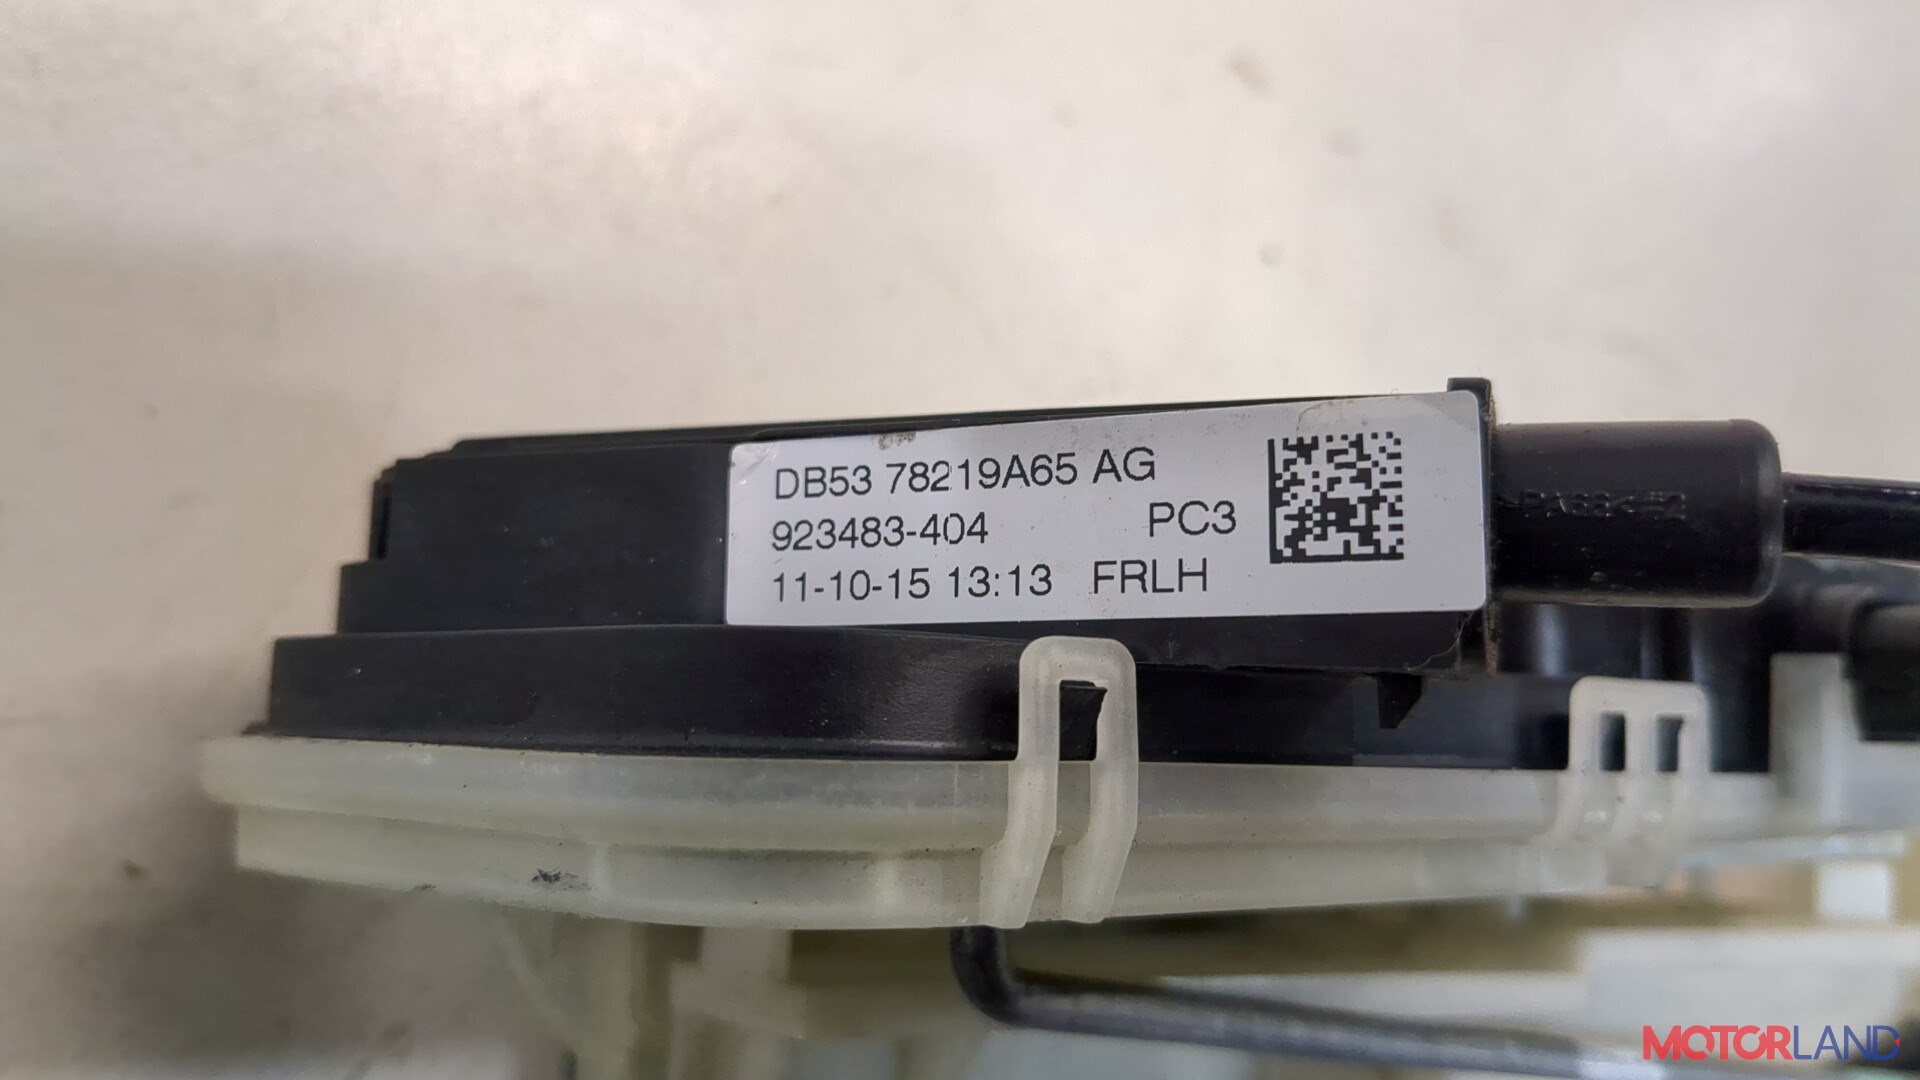 DB53 78219A65 AG
923483-404 PC3
11-10-15 13:13 FRLH
MOTORLAND